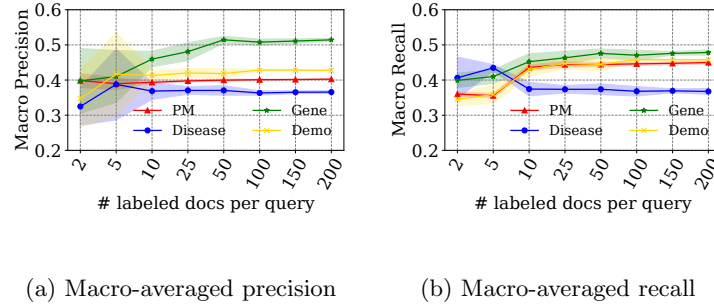 Macro Precision
0.6
0.5
0.4
0.3
0.2
PM
Disease
Gene
Demo
2
5
10
25
50
100
150
200
# labeled docs per query
(a) Macro-averaged precision
Macro Recall
0.6
0.5
0.4
0.3
0.2
PM
Disease
Gene
Demo
2
5
10
25
50
100
150
200
# labeled docs per query
(b) Macro-averaged recall